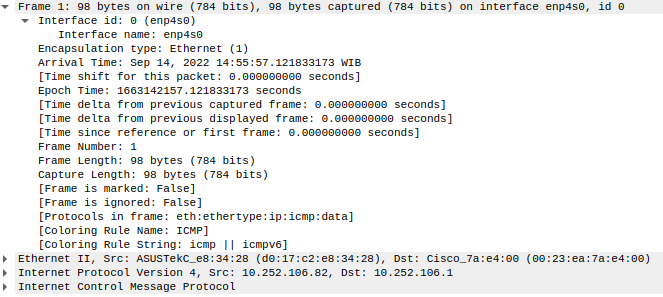 Frame 1: 98 bytes on wire (784 bits), 98 bytes captured (784 bits) on interface enp4s0, id 0
Interface id: 0 (enp4s0)
Interface name: enp4s0
Encapsulation type: Ethernet (1)
Arrival Time: Sep 14, 2022 14:55:57.121833173 WIB
[Time shift for this packet: 0.000000000 seconds]
Epoch Time: 1663142157.121833173 seconds
[Time delta from previous captured frame: 0.000000000 seconds]
[Time delta from previous displayed frame: 0.000000000 seconds]
[Time since reference or first frame: 0.000000000 seconds]
Frame Number: 1
Frame Length: 98 bytes (784 bits)
Capture Length: 98 bytes (784 bits)
[Frame is marked: False]
[Frame is ignored: False]
[Protocols in frame: eth:ethertype:ip:icmp:data]
[Coloring Rule Name: ICMP]
[Coloring Rule String: icmp || icmpv6]
Ethernet II, Src: ASUSTekC_e8:34:28 (d0:17:c2:e8:34:28), Dst: Cisco_7a:e4:00 (00:23:ea:7a:e4:00)
Internet Protocol Version 4, Src: 10.252.106.82, Dst: 10.252.106.1
Internet Control Message Protocol